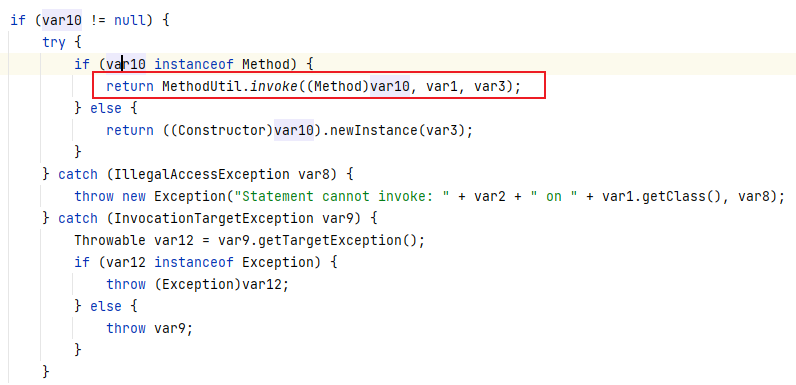 if (var10 != null) {
    try {
        if (var10 instanceof Method) {
            return MethodUtil.invoke((Method)var10, var1, var3);
        } else {
            return ((Constructor)var10).newInstance(var3);
        }
    } catch (IllegalAccessException var8) {
        throw new Exception("Statement cannot invoke: " + var2 + " on " + var1.getClass(), var8);
    } catch (InvocationTargetException var9) {
        Throwable var12 = var9.getTargetException();
        if (var12 instanceof Exception) {
            throw (Exception)var12;
        } else {
            throw var9;
        }
    }